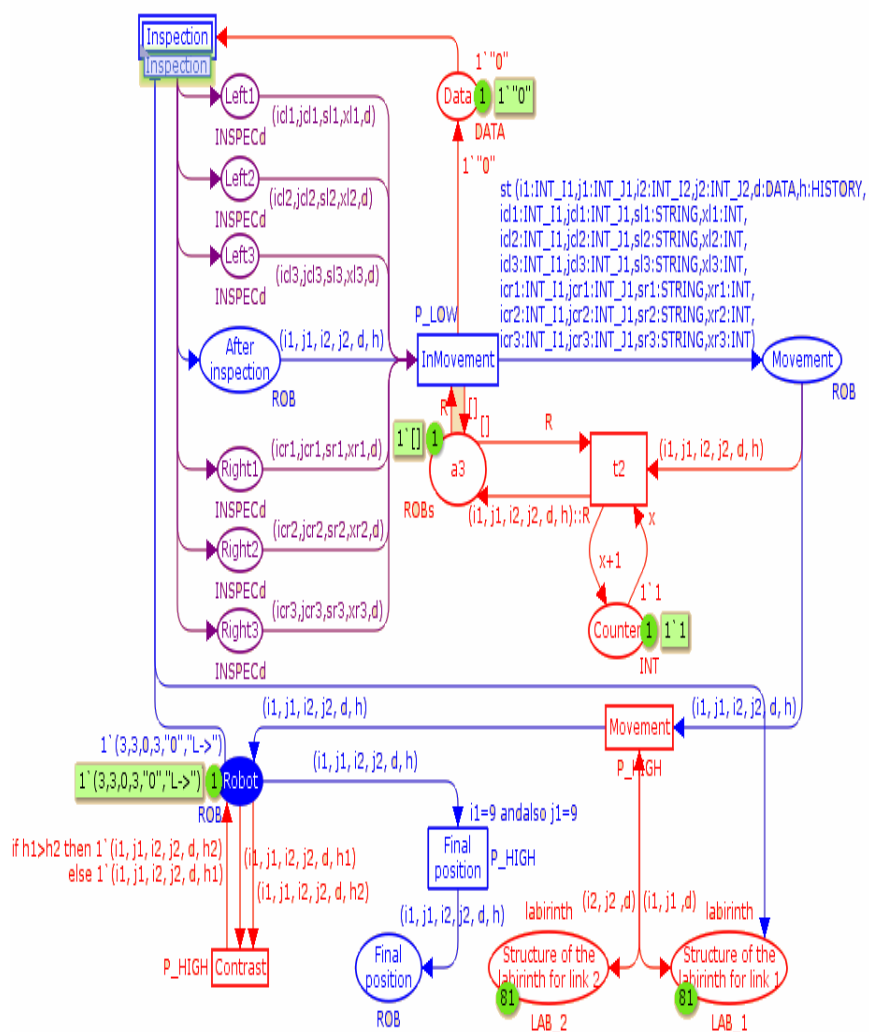 Inspection
Inspection
1`"0"
Data
1
1`"0"
DATA
Left1
(icl1,jcl1,sl1,xl1,d)
INSPECd
1`"0"
Left2
(icl2,jcl2,sl2,xl2,d)
INSPECd
Left3
(icl3,jcl3,sl3,xl3,d)
INSPECd
st (i1:INT_I1,j1:INT_J1,i2:INT_I2,j2:INT_J2,d:DATA,h:HISTORY,
icl1:INT_I1,jcl1:INT_J1,sl1:STRING,xl1:INT,
icl2:INT_I1,jcl2:INT_J1,sl2:STRING,xl2:INT,
icl3:INT_I1,jcl3:INT_J1,sl3:STRING,xl3:INT,
icr1:INT_I1,jcr1:INT_J1,sr1:STRING,xr1:INT,
icr2:INT_I1,jcr2:INT_J1,sr2:STRING,xr2:INT,
icr3:INT_I1,jcr3:INT_J1,sr3:STRING,xr3:INT)
P_LOW
After
inspection
(i1, j1, i2, j2, d, h)
ROB
InMovement
Movement
ROB
R
[]
[]
1`[]
1
a3
ROBs
R
t2
(i1, j1, i2, j2, d, h)
(i1, j1, i2, j2, d, h)::R
Right1
(icr1,jcr1,sr1,xr1,d)
INSPECd
Right2
(icr2,jcr2,sr2,xr2,d)
INSPECd
Right3
(icr3,jcr3,sr3,xr3,d)
INSPECd
x
x+1
1`1
Counter
1
1`1
INT
(i1, j1, i2, j2, d, h)
Movement
(i1, j1, i2, j2, d, h)
P_HIGH
1`(3,3,0,3,"0","L->")
1`(3,3,0,3,"0","L->")
1
Robot
ROB
(i1, j1, i2, j2, d, h)
i1=9 andalso j1=9
Final
position
P_HIGH
if h1>h2 then 1`(i1, j1, i2, j2, d, h2)
else 1`(i1, j1, i2, j2, d, h1)
(i1, j1, i2, j2, d, h1)
(i1, j1, i2, j2, d, h2)
P_HIGH
Contrast
(i1, j1, i2, j2, d, h)
Final
position
ROB
(i2, j2 ,d)
(i1, j1 ,d)
labirinth
Structure of the
labirinth for link 2
81
LAB_2
labirinth
Structure of the
labirinth for link 1
81
LAB_1